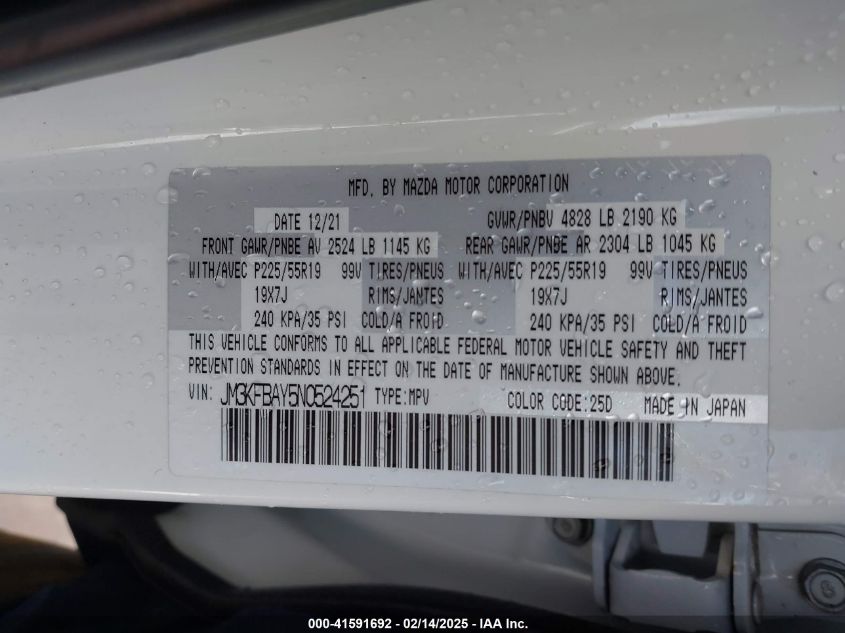 MFD. BY MAZDA MOTOR CORPORATION
DATE 12/21 GVWR/PNBV 4828 LB 2190 KG
FRONT GAWR/PNBE AV 2524 LB 1145 KG REAR GAWR/PNBE AR 2304 LB 1045 KG
WITH/AVEC P225/55R19 99V TIRES/PNEUS WITH/AVEC P225/55R19 99V TIRES/PNEUS
19X7J RIMS/JANTES 19X7J RIMS/JANTES
240 KPA/35 PSI COLD/A FROID 240 KPA/35 PSI COLD/A FROID
THIS VEHICLE CONFORMS TO ALL APPLICABLE FEDERAL MOTOR VEHICLE SAFETY AND THEFT
PREVENTION STANDARDS IN EFFECT ON THE DATE OF MANUFACTURE SHOWN ABOVE.
VIN: JM3KFBAY5N0524251 TYPE:MPV COLOR CODE:25D MADE IN JAPAN
8
000-41591692 - 02/14/2025 - IAA Inc.